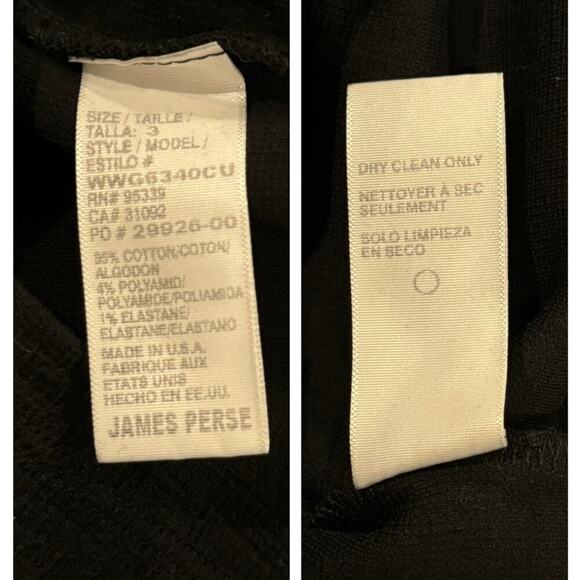 SIZE / TAILLE /
TALLA: 3
STYLE / MODEL /
ESTILO #
WWG6340CU
RN# 95339
CA# 31092
PO # 29926-00
95% COTTON/COTON/
ALGODON
4% POLYAMID/
POLYAMIDE/POLIAMIDA
1% ELASTANE/
ELASTANE/ELASTANO
MADE IN U.S.A.
FABRIQUE AUX
ETATS UNIS
HECHO EN EE.UU.
JAMES PERSE
DRY CLEAN ONLY
NETTOYER À SEC
SEULEMENT
SOLO LIMPIEZA
EN SECO